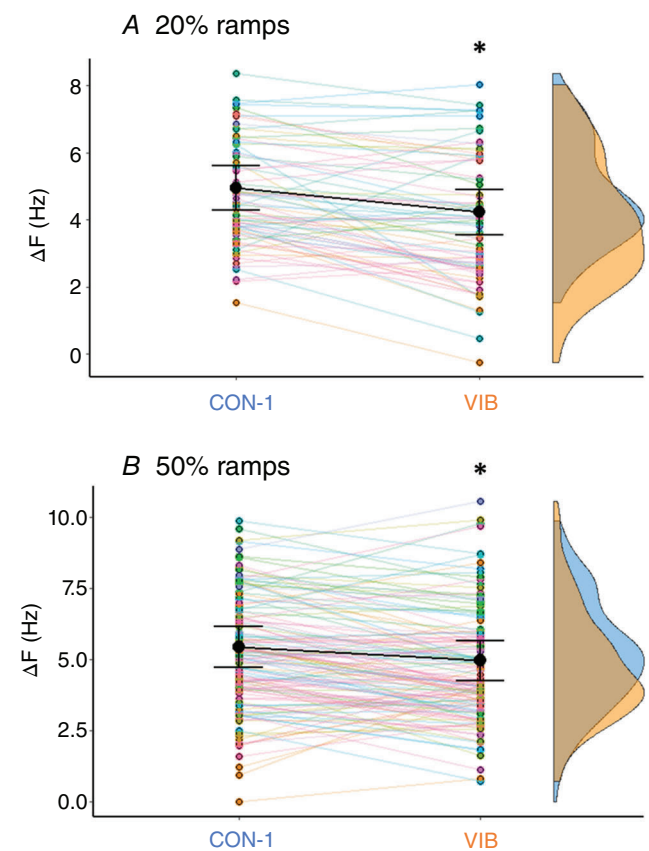 A 20% ramps
*
8
6
4
2
0
ΔF (Hz)
CON-1 VIB
B 50% ramps
*
10.0
7.5
5.0
2.5
0.0
ΔF (Hz)
CON-1 VIB